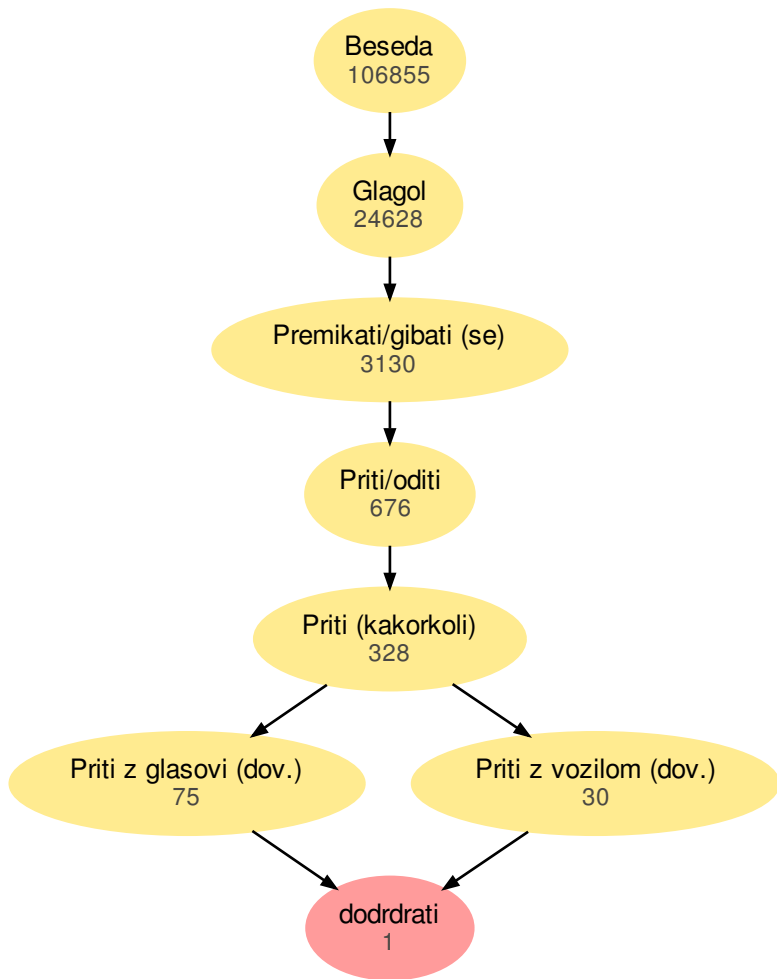 Beseda
106855
Glagol
24628
Premikati/gibati (se)
3130
Priti/oditi
676
Priti (kakorkoli)
328
Priti z glasovi (dov.)
75
Priti z vozilom (dov.)
30
dodrdrati
1